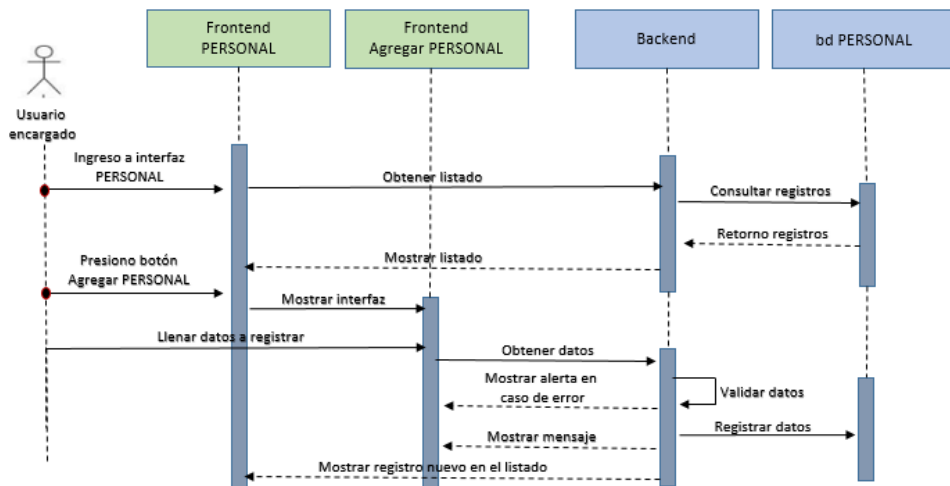 Frontend
PERSONAL
Frontend
Agregar PERSONAL
Backend
bd PERSONAL
Usuario
encargado
Ingreso a interfaz
PERSONAL
Obtener listado
Consultar registros
Retorno registros
Mostrar listado
Presiono botón
Agregar PERSONAL
Mostrar interfaz
Llenar datos a registrar
Obtener datos
Mostrar alerta en
caso de error
Validar datos
Registrar datos
Mostrar mensaje
Mostrar registro nuevo en el listado